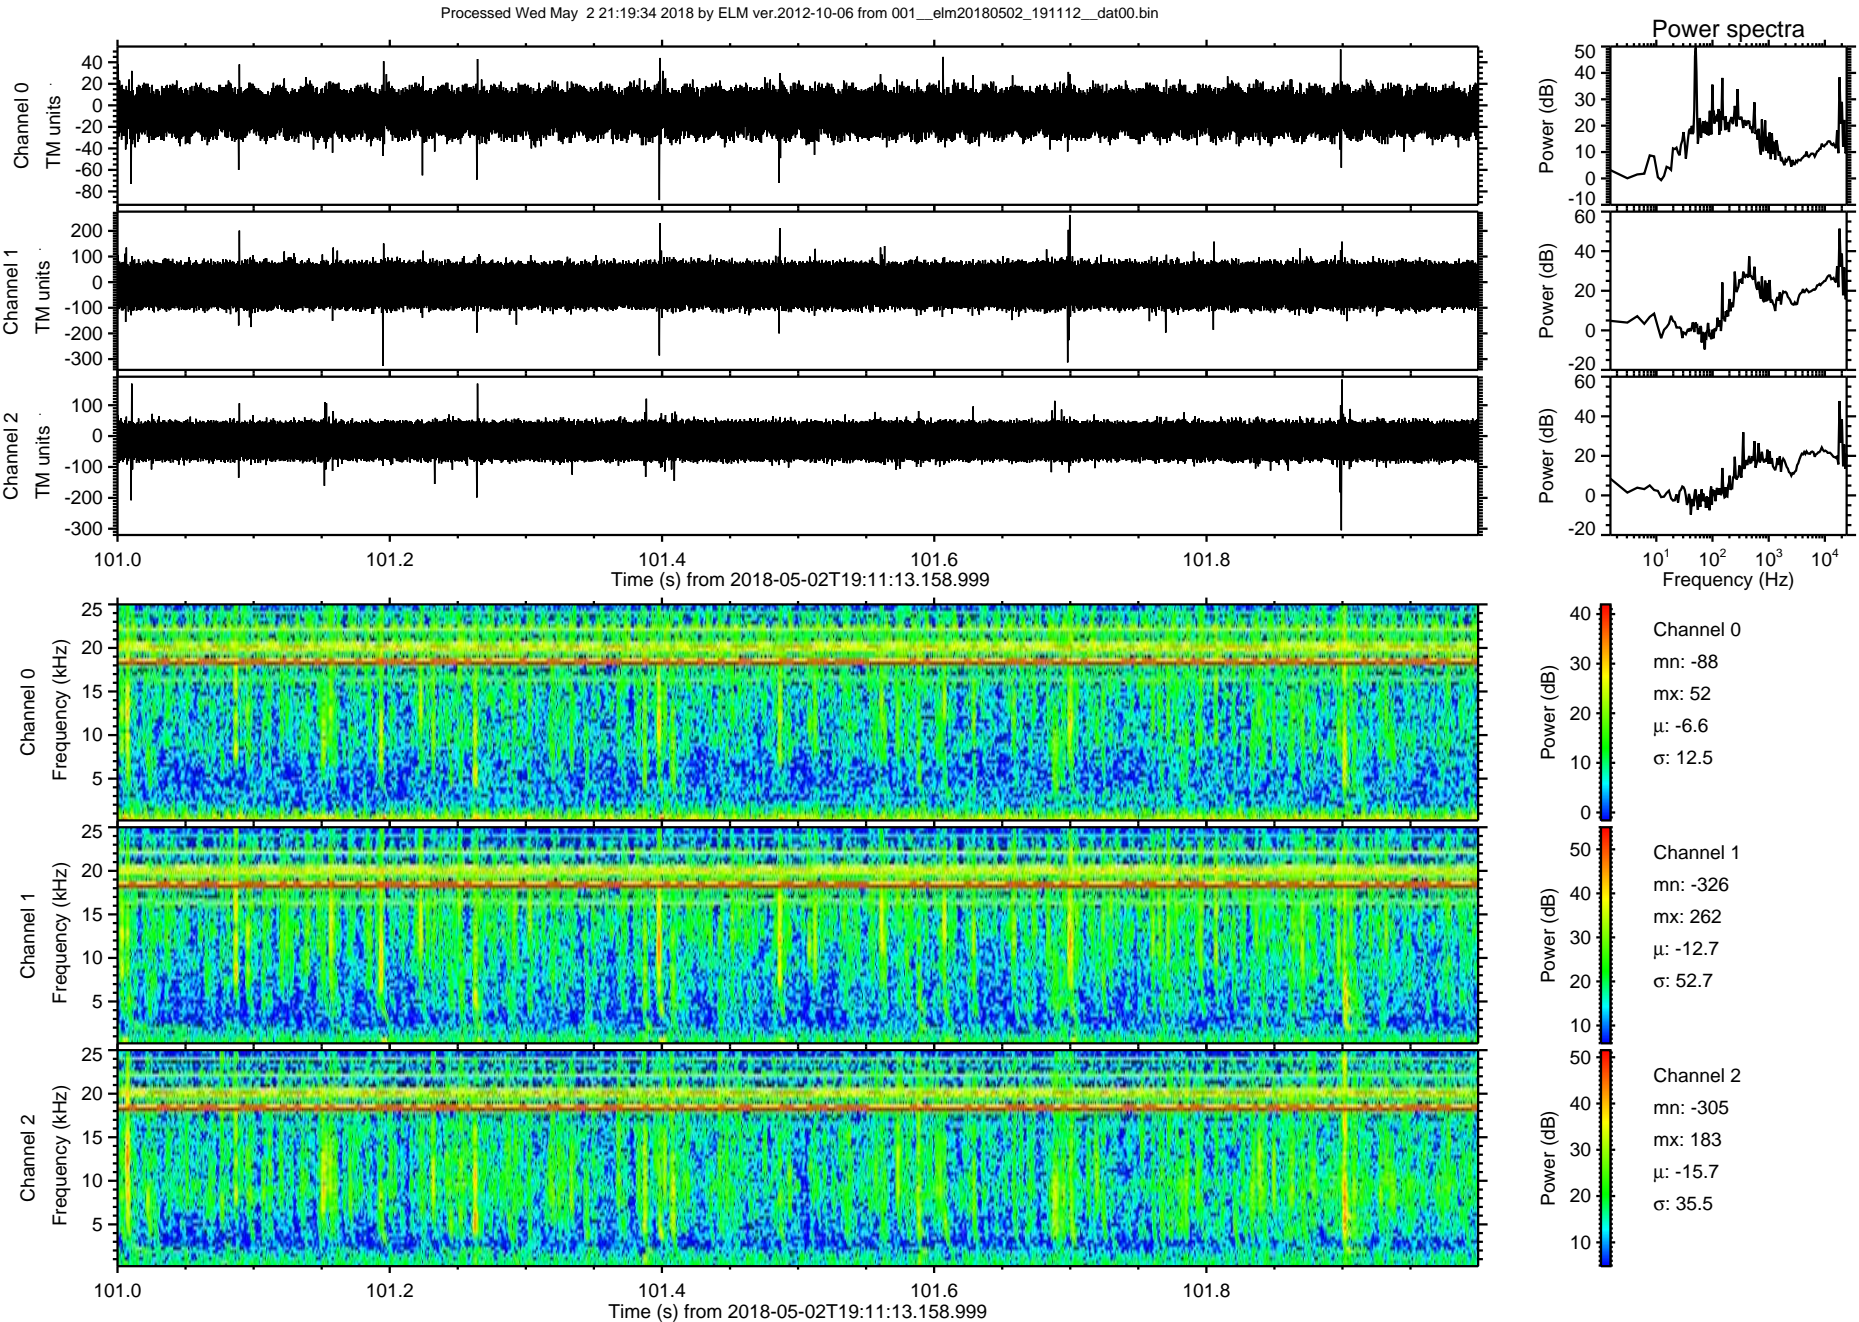 Processed Wed May  2 21:19:34 2018 by ELM ver.2012-10-06 from 001__elm20180502_191112__dat00.bin
Power spectra
Channel 0
TM units
40
20
0
-20
-40
-60
-80
Power (dB)
50
40
30
20
10
0
-10
Channel 1
TM units
200
100
0
-100
-200
-300
Power (dB)
60
40
20
0
-20
Channel 2
TM units
100
0
-100
-200
-300
Power (dB)
60
40
20
0
-20
101.0 101.2 101.4 101.6 101.8
Time (s) from 2018-05-02T19:11:13.158.999
10^1 10^2 10^3 10^4
Frequency (Hz)
Channel 0
Frequency (kHz)
25
20
15
10
5
Power (dB)
40
30
20
10
0
Channel 0
mn: -88
mx: 52
μ: -6.6
σ: 12.5
Channel 1
Frequency (kHz)
25
20
15
10
5
Power (dB)
50
40
30
20
10
Channel 1
mn: -326
mx: 262
μ: -12.7
σ: 52.7
Channel 2
Frequency (kHz)
25
20
15
10
5
Power (dB)
50
40
30
20
10
Channel 2
mn: -305
mx: 183
μ: -15.7
σ: 35.5
101.0 101.2 101.4 101.6 101.8
Time (s) from 2018-05-02T19:11:13.158.999